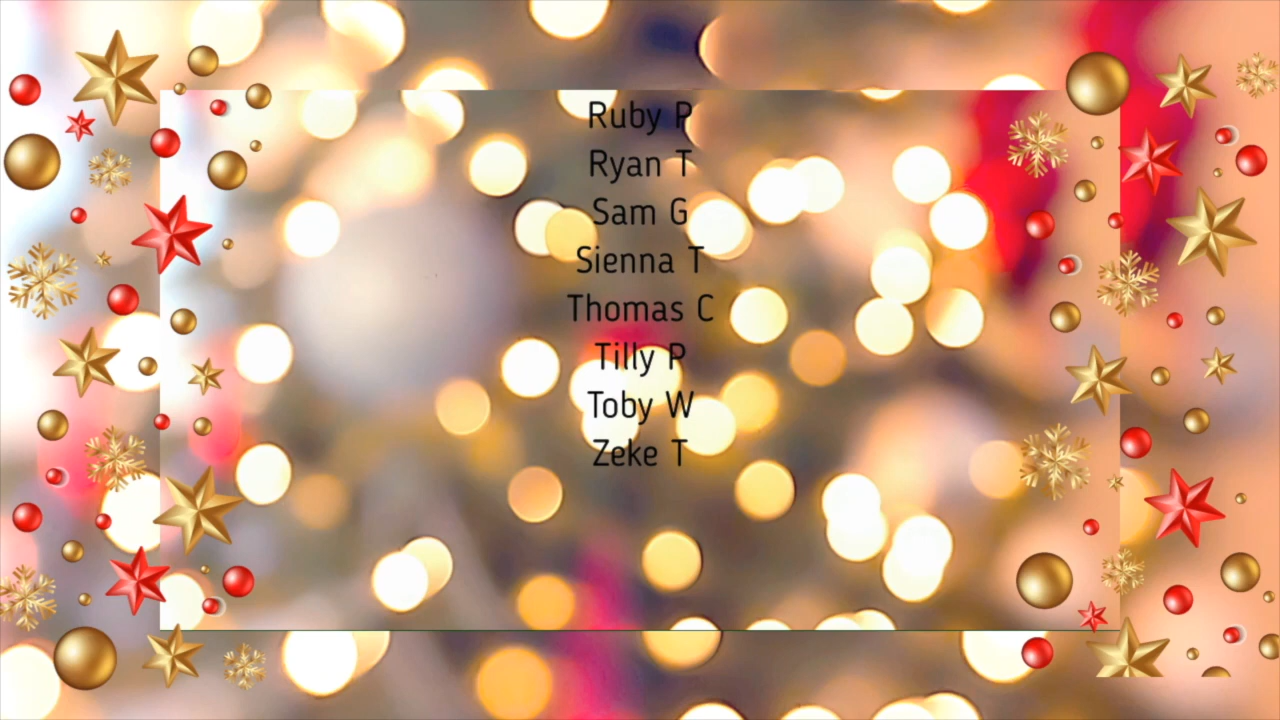 Ruby P
Ryan T
Sam G
Sienna T
Thomas C
Tilly P
Toby W
Zeke T